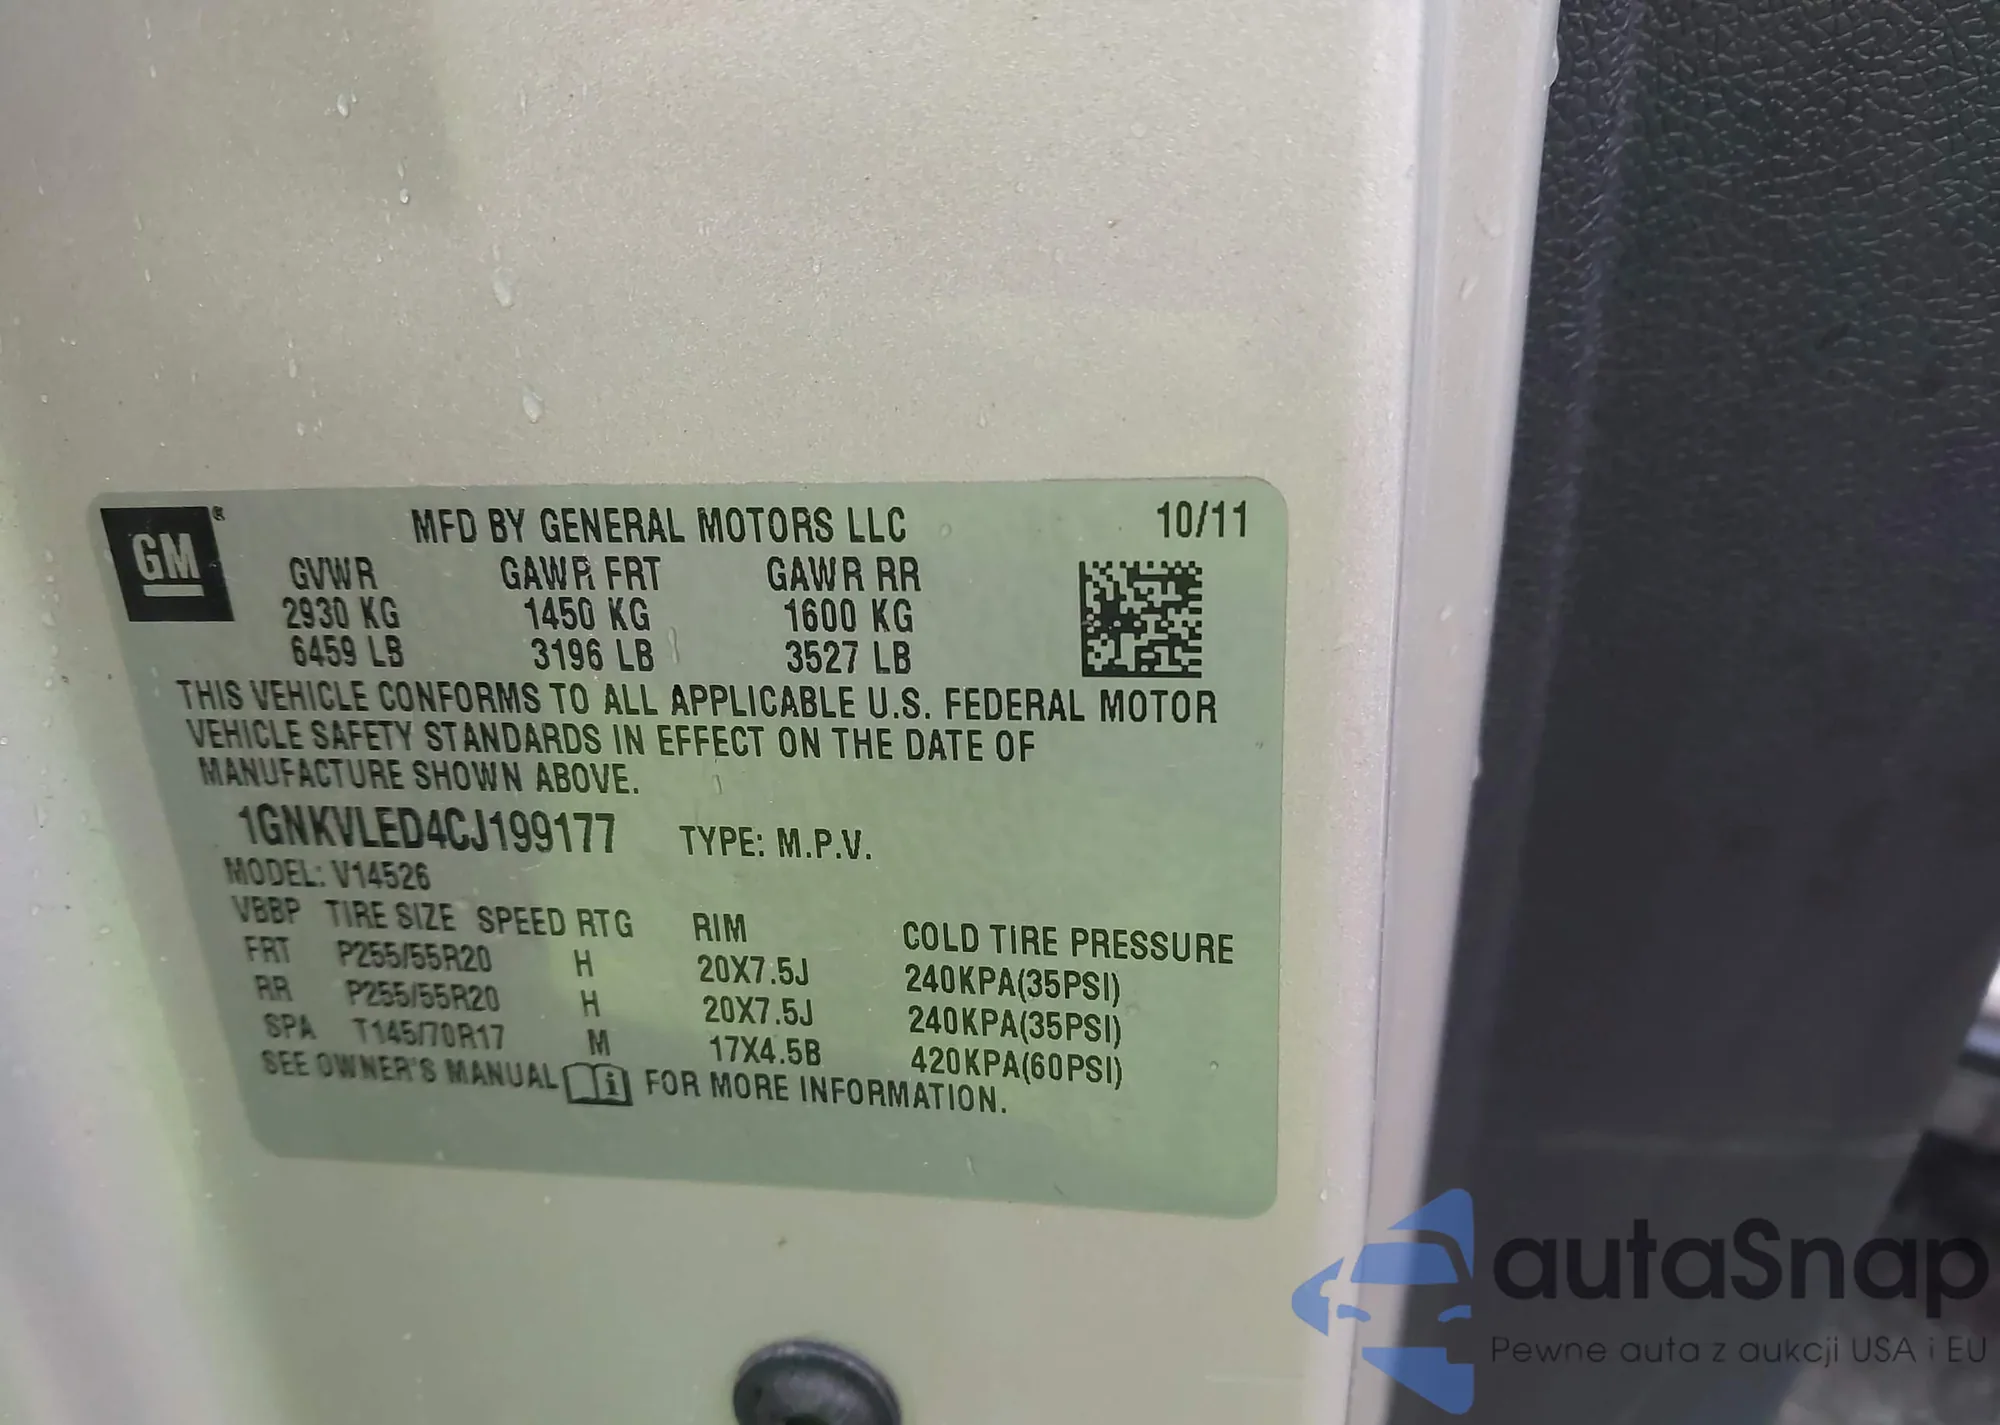 GM ®
MFD BY GENERAL MOTORS LLC 10/11
GVWR GAWR FRT GAWR RR
2930 KG 1450 KG 1600 KG
6459 LB 3196 LB 3527 LB
THIS VEHICLE CONFORMS TO ALL APPLICABLE U.S. FEDERAL MOTOR
VEHICLE SAFETY STANDARDS IN EFFECT ON THE DATE OF
MANUFACTURE SHOWN ABOVE.
1GNKVLED4CJ199177 TYPE: M.P.V.
MODEL: V14526
VBBP TIRE SIZE SPEED RTG RIM COLD TIRE PRESSURE
FRT P255/55R20 H 20X7.5J 240KPA(35PSI)
RR P255/55R20 H 20X7.5J 240KPA(35PSI)
SPA T145/70R17 M 17X4.5B 420KPA(60PSI)
SEE OWNER'S MANUAL i FOR MORE INFORMATION.
autaSnap
Pewne auta z aukcji USA i EU